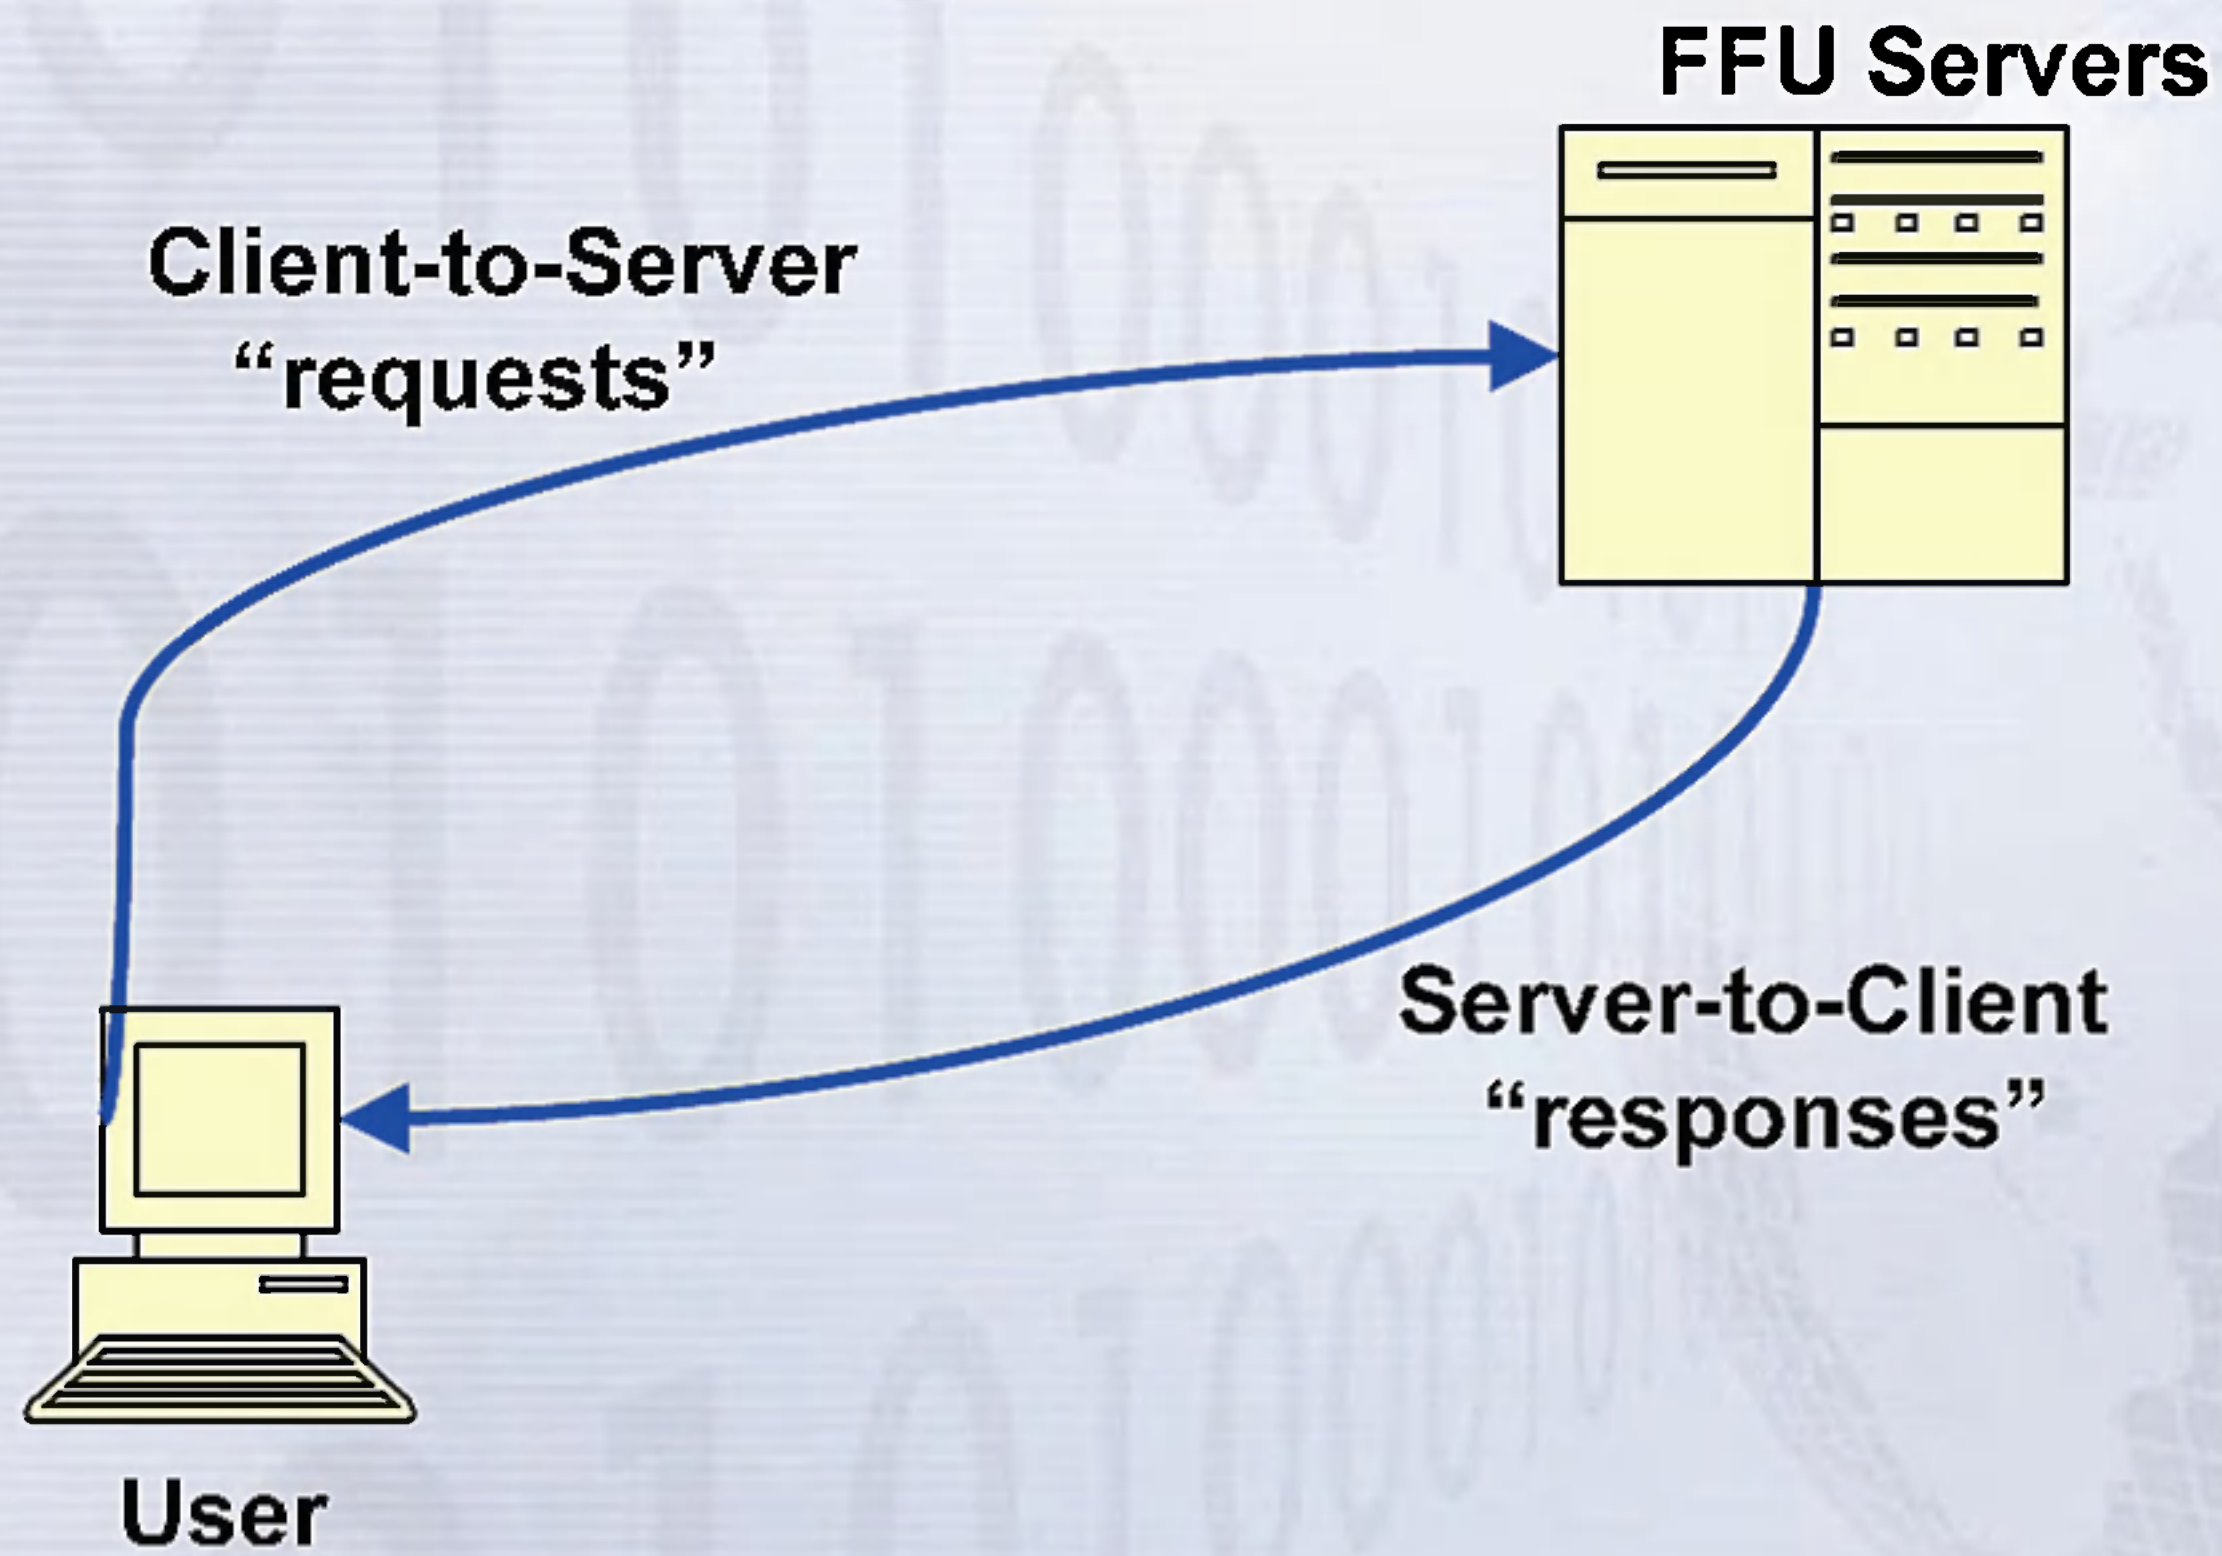 FFU Servers
Client-to-Server
“requests”
Server-to-Client
“responses”
User